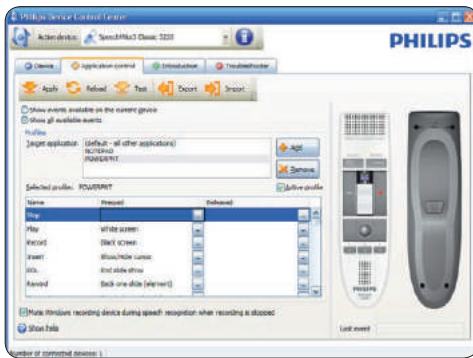 Philips Device Control Center
Active device: SpeechMike3 Classic 3220
PHILIPS
Device Application control Introduction Troubleshooter
Apply Reload Test Export Import
Show events available on the current device
Show all available events
Profiles
Target application: (default - all other applications)
NOTEPAD
POWERPNT
Add
Remove
Selected profile: POWERPNT Active profile
Name Pressed Released
Stop
Play White screen
Record Black screen
Insert Show/Hide cursor
EOL End slide show
Rewind Back one slide (element)
Mute Windows recording device during speech recognition when recording is stopped
Show help
Last event
Number of connected devices: 1
PHILIPS